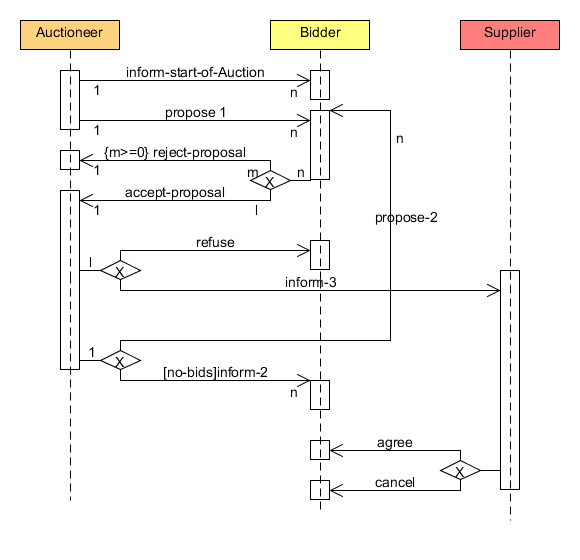 Auctioneer
Bidder
Supplier
inform-start-of-Auction
1
n
propose 1
1
n
n
{m>=0} reject-proposal
1
m
n
X
accept-proposal
1
l
propose-2
refuse
l
X
inform-3
1
X
[no-bids]inform-2
n
agree
X
cancel